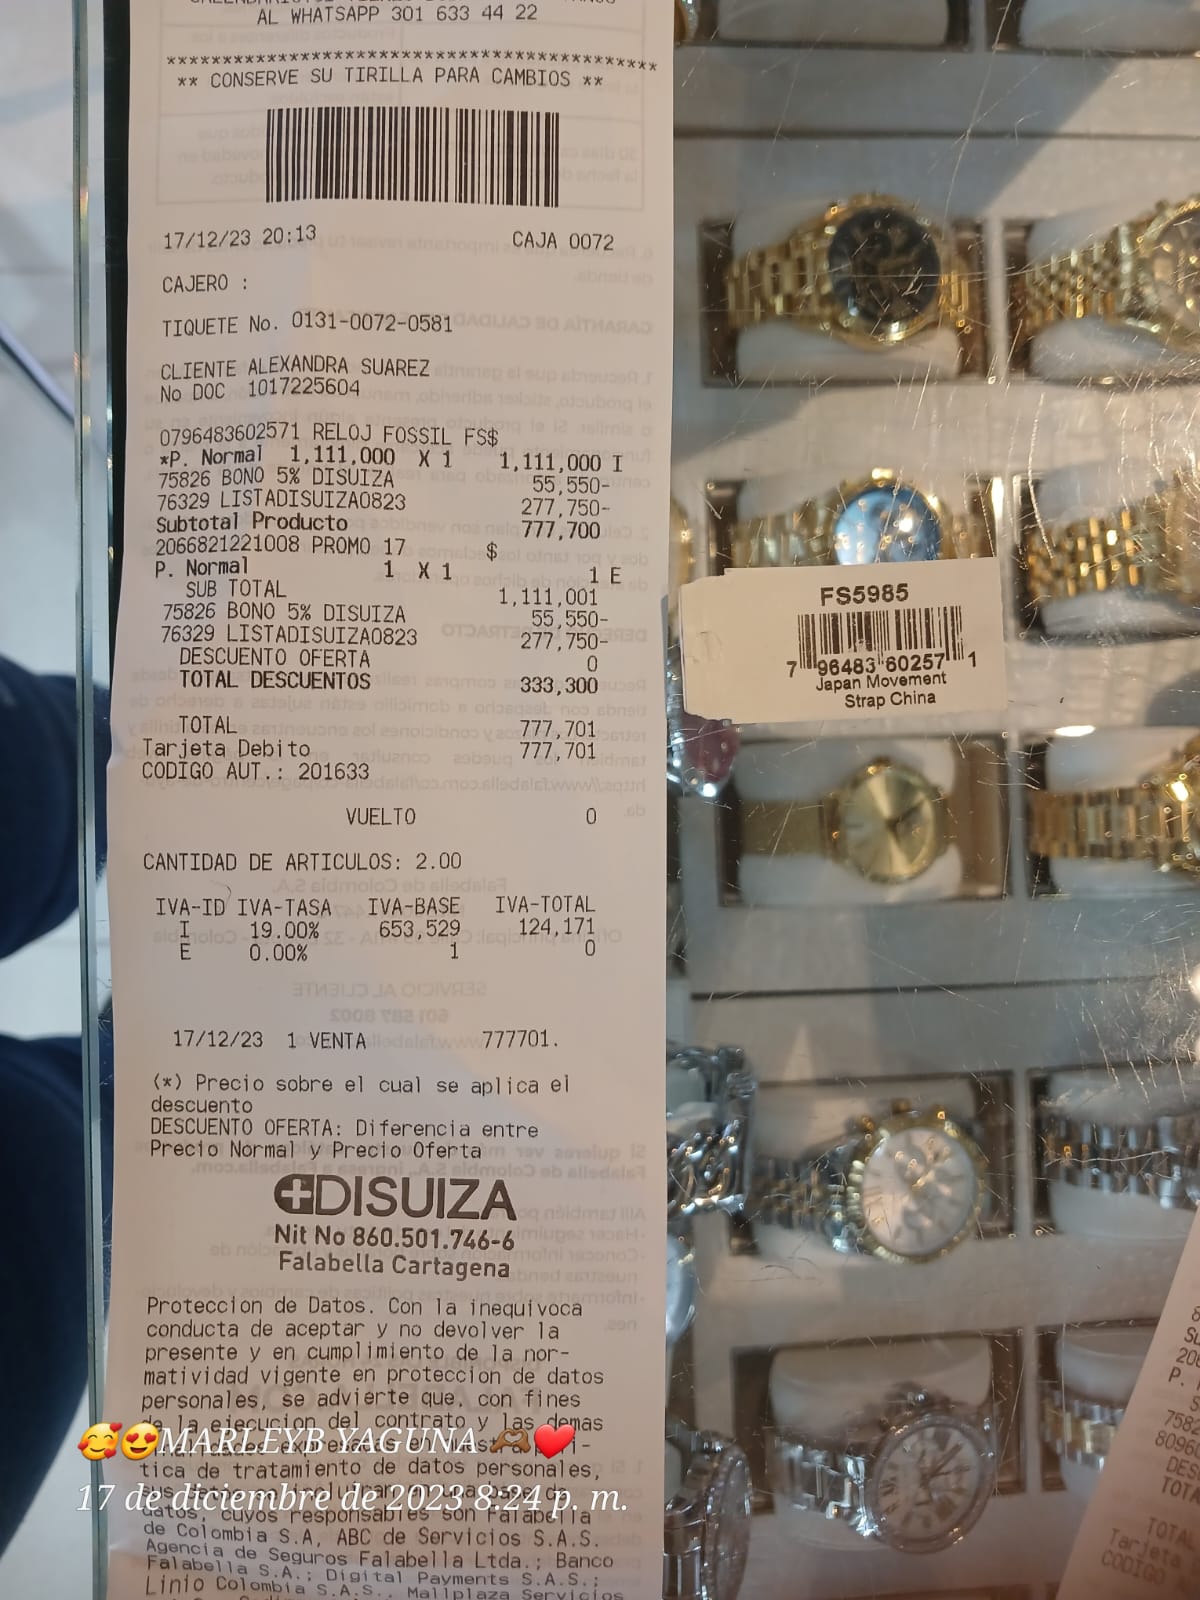 AL WHATSAPP 301 633 44 22
******************************************
** CONSERVE SU TIRILLA PARA CAMBIOS **
17/12/23 20:13 CAJA 0072
CAJERO :
TIQUETE No. 0131-0072-0581
CLIENTE ALEXANDRA SUAREZ
No DOC 1017225604
0796483602571 RELOJ FOSSIL FS$
*P. Normal 1,111,000 X 1 1,111,000 I
75826 BONO 5% DISUIZA 55,550-
76329 LISTADISUIZA0823 277,750-
Subtotal Producto 777,700
2066821221008 PROMO 17 $
P. Normal 1 X 1 1 E
SUB TOTAL 1,111,001
75826 BONO 5% DISUIZA 55,550-
76329 LISTADISUIZA0823 277,750-
DESCUENTO OFERTA 0
TOTAL DESCUENTOS 333,300
TOTAL 777,701
Tarjeta Debito 777,701
CODIGO AUT.: 201633
VUELTO 0
CANTIDAD DE ARTICULOS: 2.00
IVA-ID IVA-TASA IVA-BASE IVA-TOTAL
I 19.00% 653,529 124,171
E 0.00% 1 0
17/12/23 1 VENTA 777701.
(*) Precio sobre el cual se aplica el
descuento
DESCUENTO OFERTA: Diferencia entre
Precio Normal y Precio Oferta
DISUIZA
Nit No 860.501.746-6
Falabella Cartagena
Proteccion de Datos. Con la inequivoca
conducta de aceptar y no devolver la
presente y en cumplimiento de la nor-
matividad vigente en proteccion de datos
personales, se advierte que, con fines
de la ejecucion del contrato y las demas
🥰😍MARLEYB YAGUNA 🫶🏽❤️
tica de tratamiento de datos personales,
17 de diciembre de 2023 8:24 p. m.
datos, cuyos responsables son Falabella
de Colombia S.A, ABC de Servicios S.A.S.
Agencia de Seguros Falabella Ltda.; Banco
Falabella S.A.; Digital Payments S.A.S.;
Linio Colombia S.A.S., Mallplaza Servicios
FS5985
7 96483 60257 1
Japan Movement
Strap China